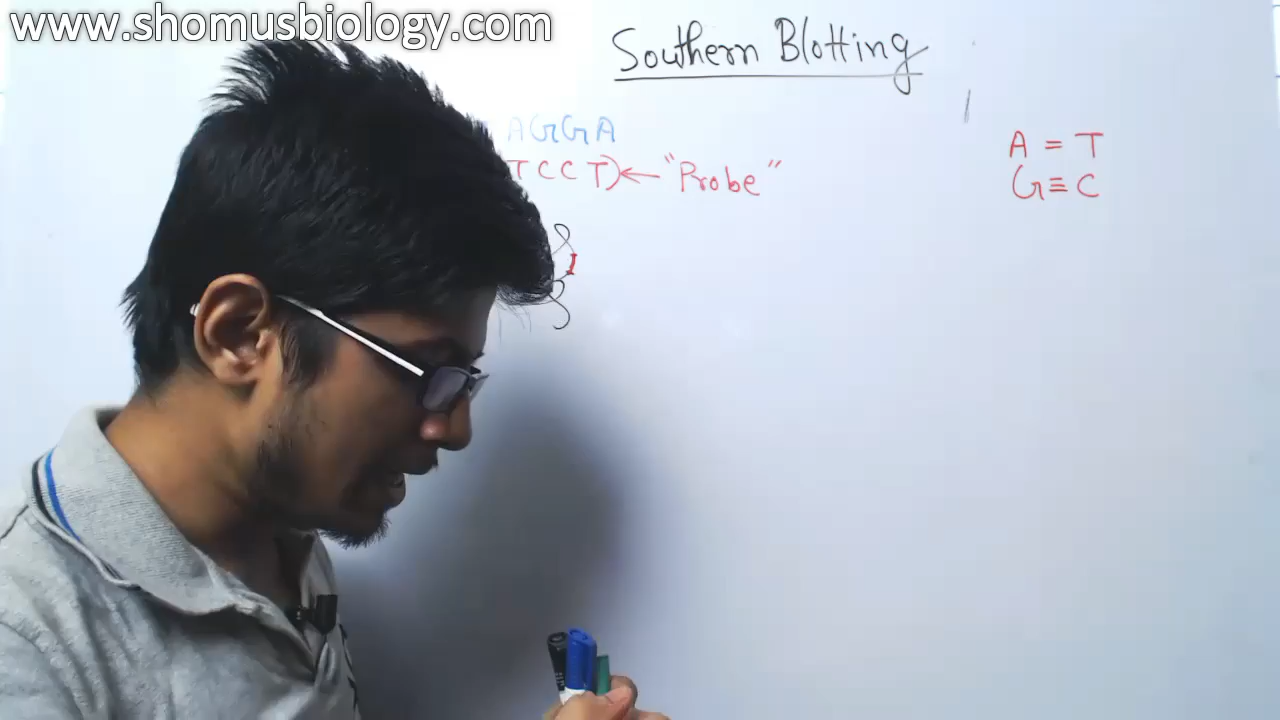 www.shomusbiology.com
Southern Blotting
AGGA
TCCT) ← "Probe"
A = T
G ≡ C